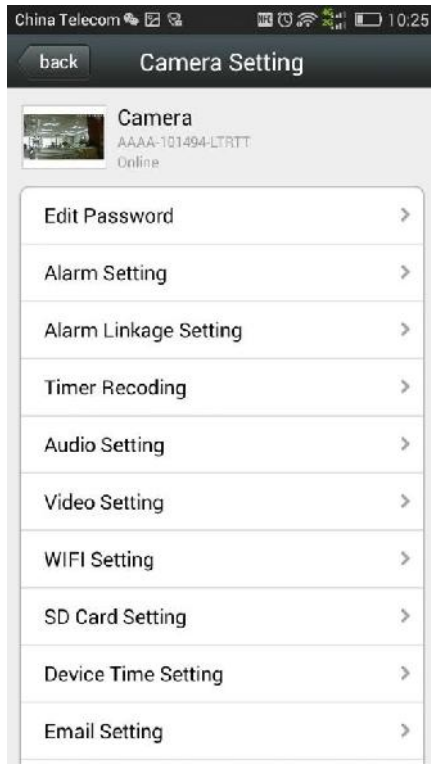 China Telecom 10:25
back Camera Setting
Camera
AAAA-101494-LTRTT
Online
Edit Password
Alarm Setting
Alarm Linkage Setting
Timer Recoding
Audio Setting
Video Setting
WIFI Setting
SD Card Setting
Device Time Setting
Email Setting